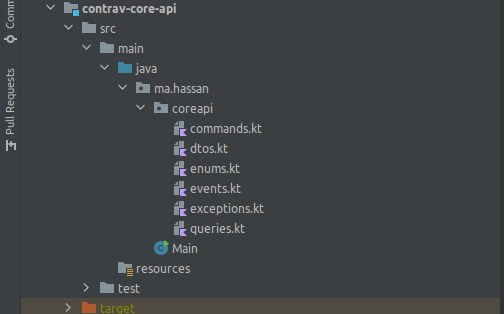 contrav-core-api
src
main
java
ma.hassan
coreapi
commands.kt
dtos.kt
enums.kt
events.kt
exceptions.kt
queries.kt
Main
resources
test
target
Comm
Pull Requests